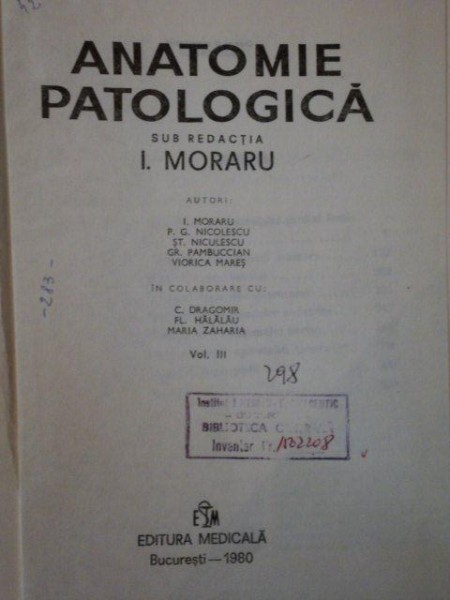 ANATOMIE
PATOLOGICĂ
SUB REDACȚIA
I. MORARU
AUTORI:
I. MORARU
P. G. NICOLESCU
ȘT. NICULESCU
GR. PAMBUCCIAN
VIORICA MAREȘ
ÎN COLABORARE CU:
C. DRAGOMIR
FL. HĂLĂLĂU
MARIA ZAHARIA
Vol. III
298
-213-
BIBLIOTECA
Inventar
EDITURA MEDICALĂ
București—1980